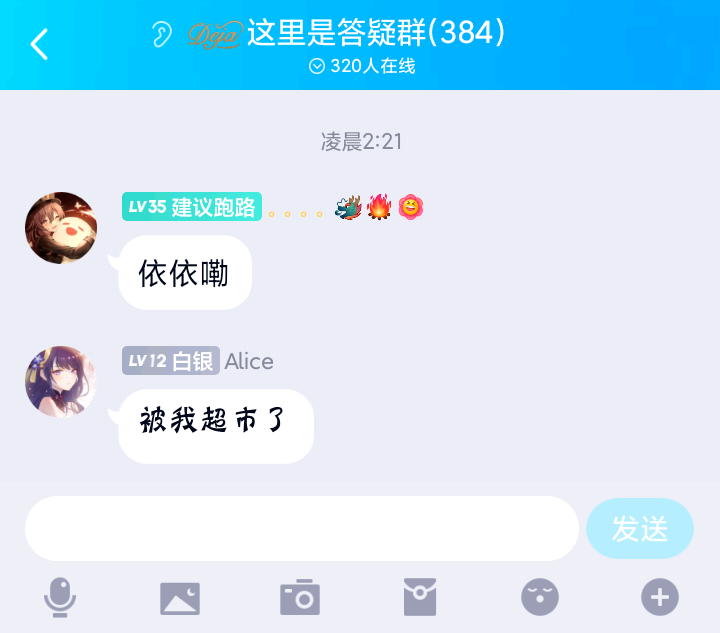 Deja 这里是答疑群(384)
320人在线
凌晨2:21
LV35 建议跑路 。。。。
依依嘞
LV12 白银 Alice
被我超市了
发送